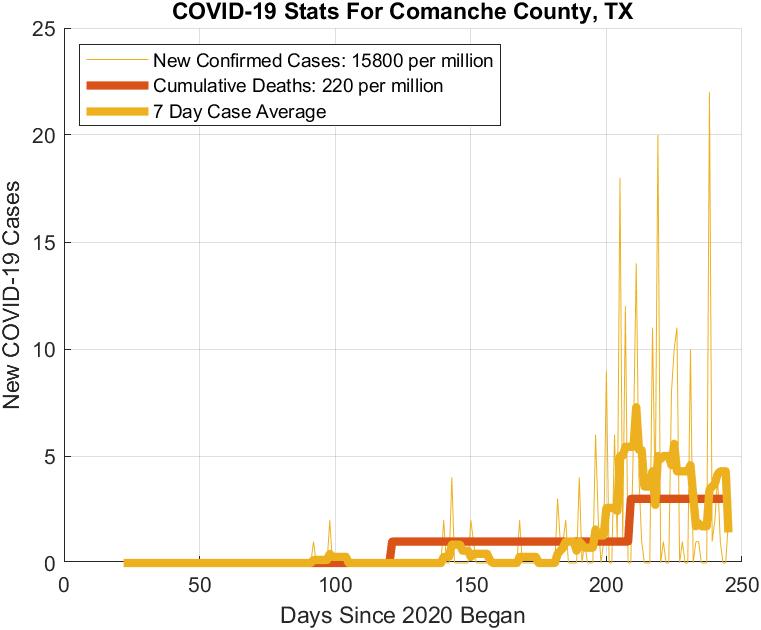 COVID-19 Stats For Comanche County, TX
25
New Confirmed Cases: 15800 per million
Cumulative Deaths: 220 per million
7 Day Case Average
20
15
10
5
0
New COVID-19 Cases
0 50 100 150 200 250
Days Since 2020 Began